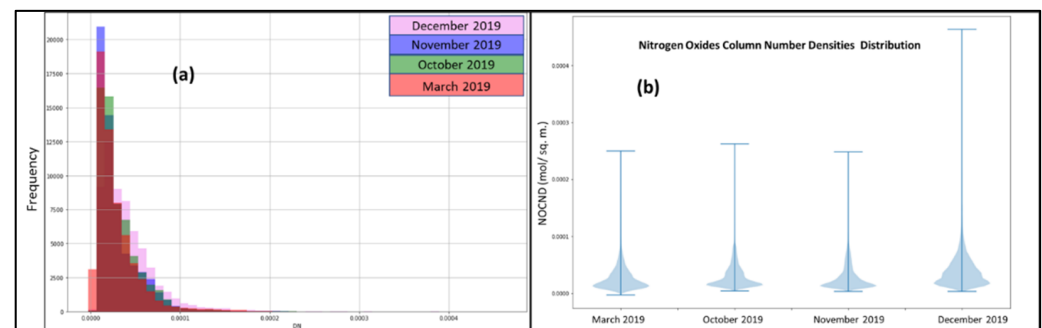 December 2019
November 2019
October 2019
March 2019
(a)
Frequency
20000
17500
15000
12500
10000
7500
5000
2500
0
0.0000
0.0001
0.0002
0.0003
0.0004
DN
Nitrogen Oxides Column Number Densities Distribution
(b)
NOCND (mol/ sq. m.)
0.0004
0.0003
0.0002
0.0001
0.0000
March 2019
October 2019
November 2019
December 2019